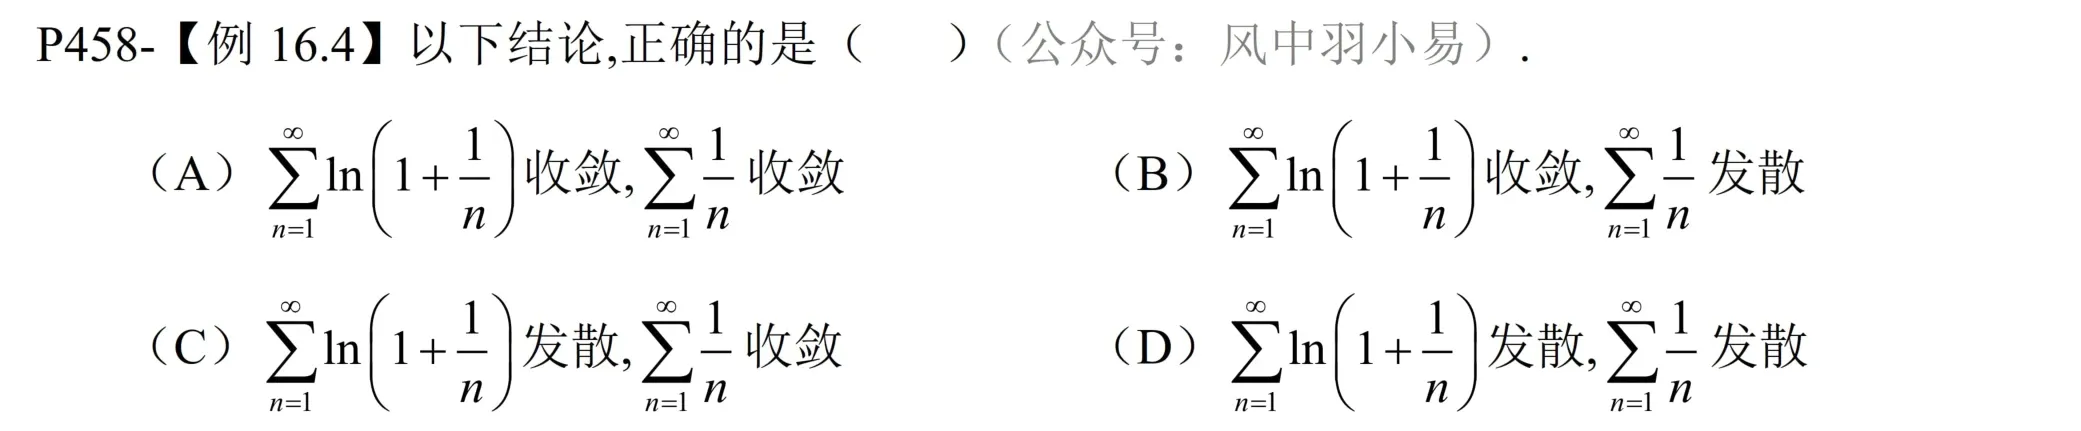 P458-【例 16.4】以下结论,正确的是（　　）（公众号：风中羽小易）.
（A）$\sum_{n=1}^{\infty}\ln\left(1+\frac{1}{n}\right)$收敛,$\sum_{n=1}^{\infty}\frac{1}{n}$收敛　　（B）$\sum_{n=1}^{\infty}\ln\left(1+\frac{1}{n}\right)$收敛,$\sum_{n=1}^{\infty}\frac{1}{n}$发散
（C）$\sum_{n=1}^{\infty}\ln\left(1+\frac{1}{n}\right)$发散,$\sum_{n=1}^{\infty}\frac{1}{n}$收敛　　（D）$\sum_{n=1}^{\infty}\ln\left(1+\frac{1}{n}\right)$发散,$\sum_{n=1}^{\infty}\frac{1}{n}$发散